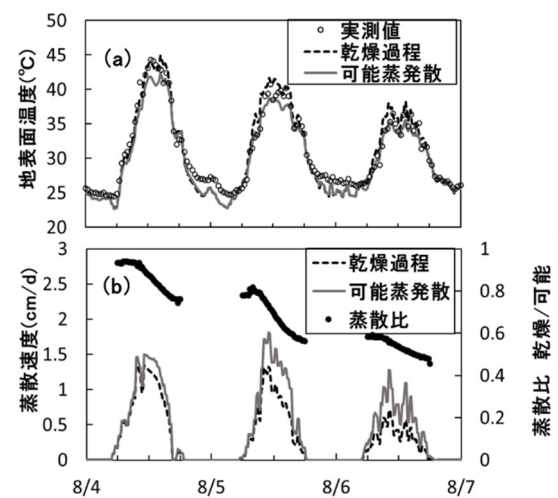 50
45
40
35
30
25
20
地表面温度(℃)
(a)
実測値
乾燥過程
可能蒸発散
3
2.5
2
1.5
1
0.5
0
蒸散速度(cm/d)
(b)
乾燥過程
可能蒸発散
蒸散比
1
0.8
0.6
0.4
0.2
0
蒸散比 乾燥/可能
8/4
8/5
8/6
8/7